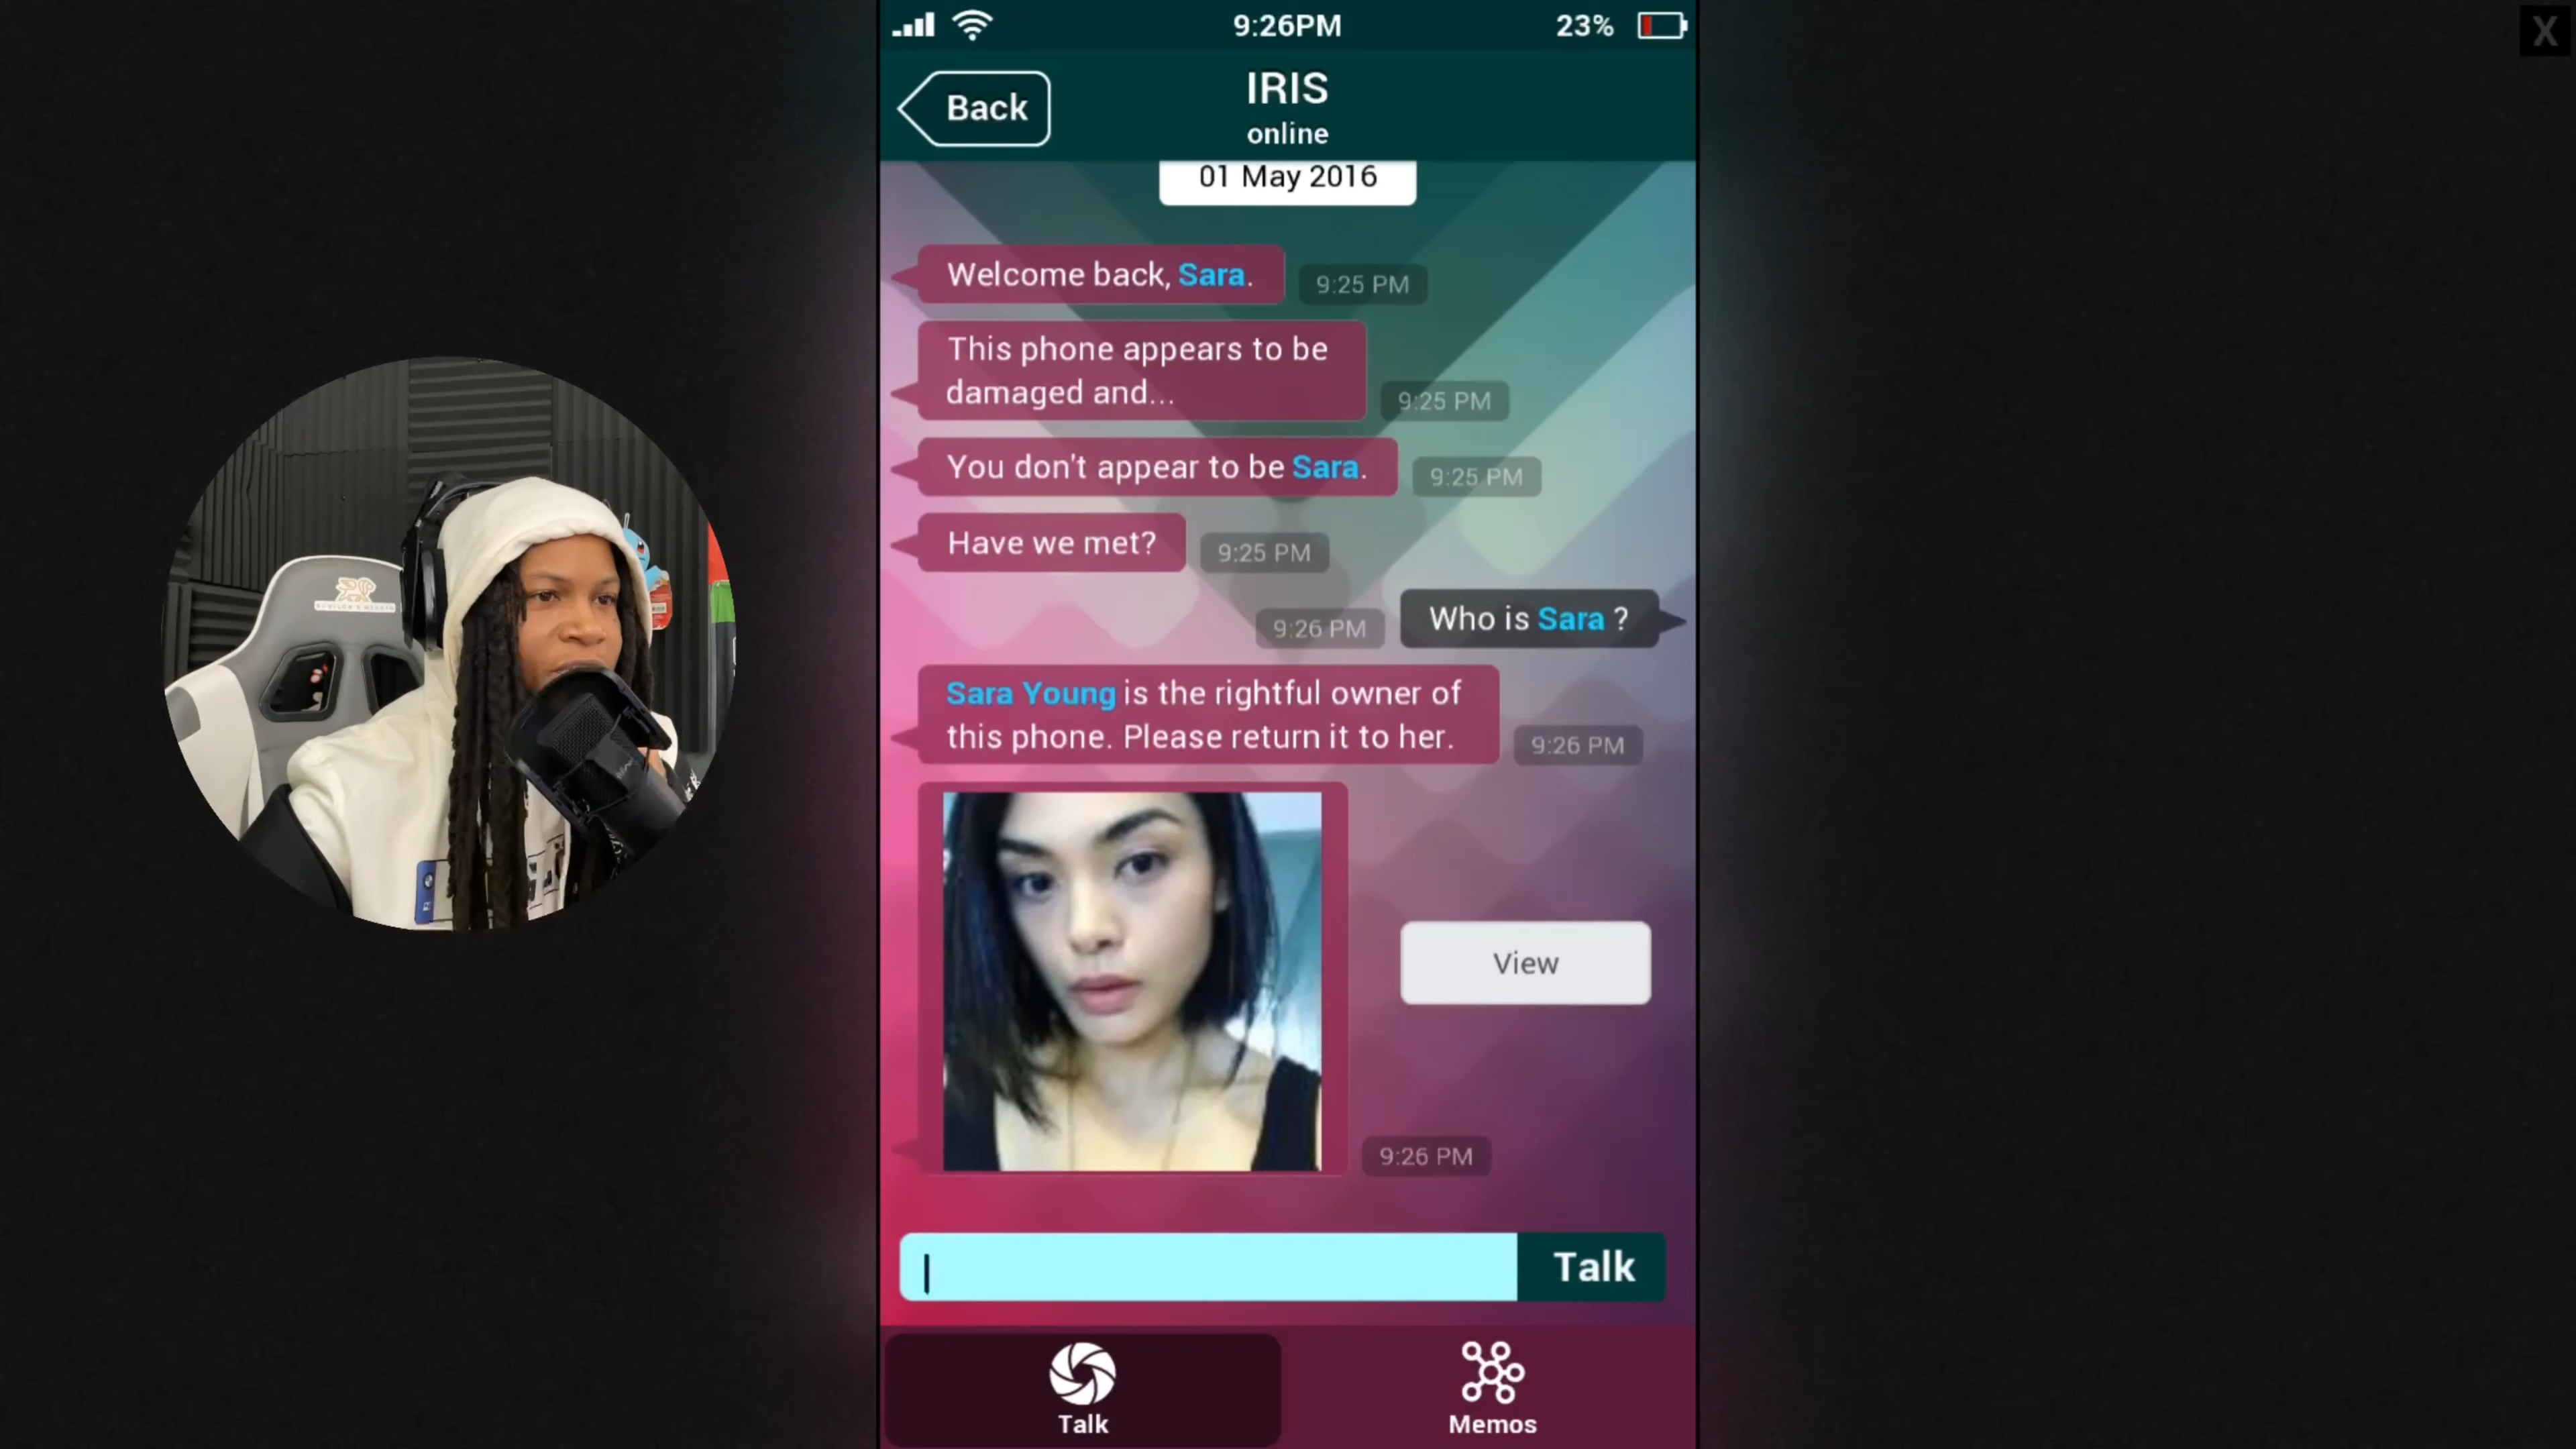 9:26PM
23%
X
Back
IRIS
online
01 May 2016
Welcome back, Sara.
9:25 PM
This phone appears to be
damaged and...
9:25 PM
You don't appear to be Sara.
9:25 PM
Have we met?
9:25 PM
9:26 PM
Who is Sara ?
Sara Young is the rightful owner of
this phone. Please return it to her.
9:26 PM
View
9:26 PM
Talk
Talk
Memos